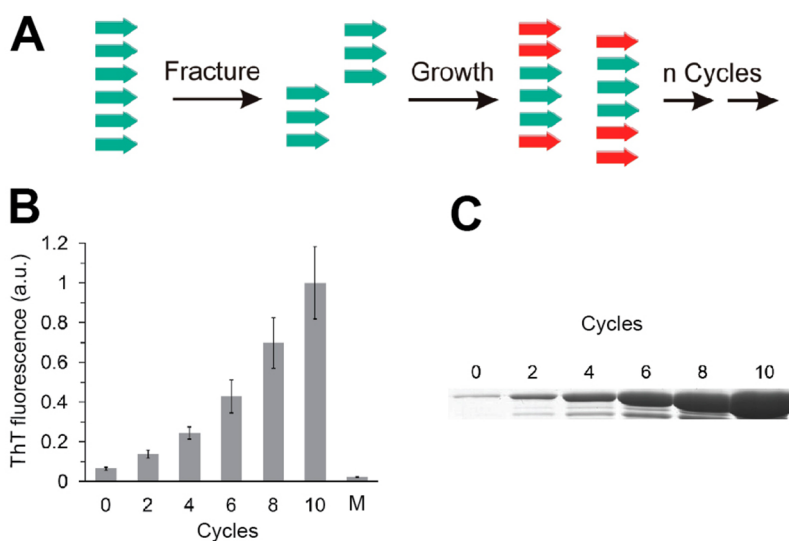 A
Fracture
Growth
n Cycles
B
ThT fluorescence (a.u.)
1.2
1
0.8
0.6
0.4
0.2
0
0 2 4 6 8 10 M
Cycles
C
Cycles
0 2 4 6 8 10